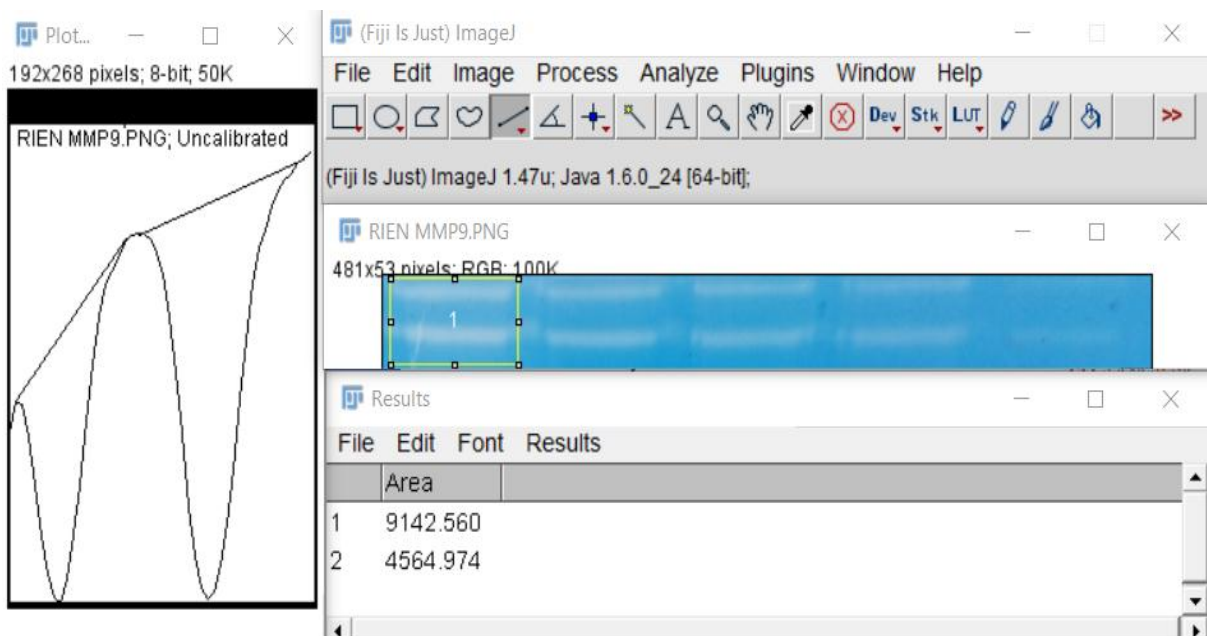 Plot...
192x268 pixels; 8-bit; 50K
RIEN MMP9.PNG; Uncalibrated
(Fiji Is Just) ImageJ
File Edit Image Process Analyze Plugins Window Help
A Dev Stk LUT >>
(Fiji Is Just) ImageJ 1.47u; Java 1.6.0_24 [64-bit];
RIEN MMP9.PNG
481x53 pixels; RGB; 100K
1
Results
File Edit Font Results
Area
1 9142.560
2 4564.974